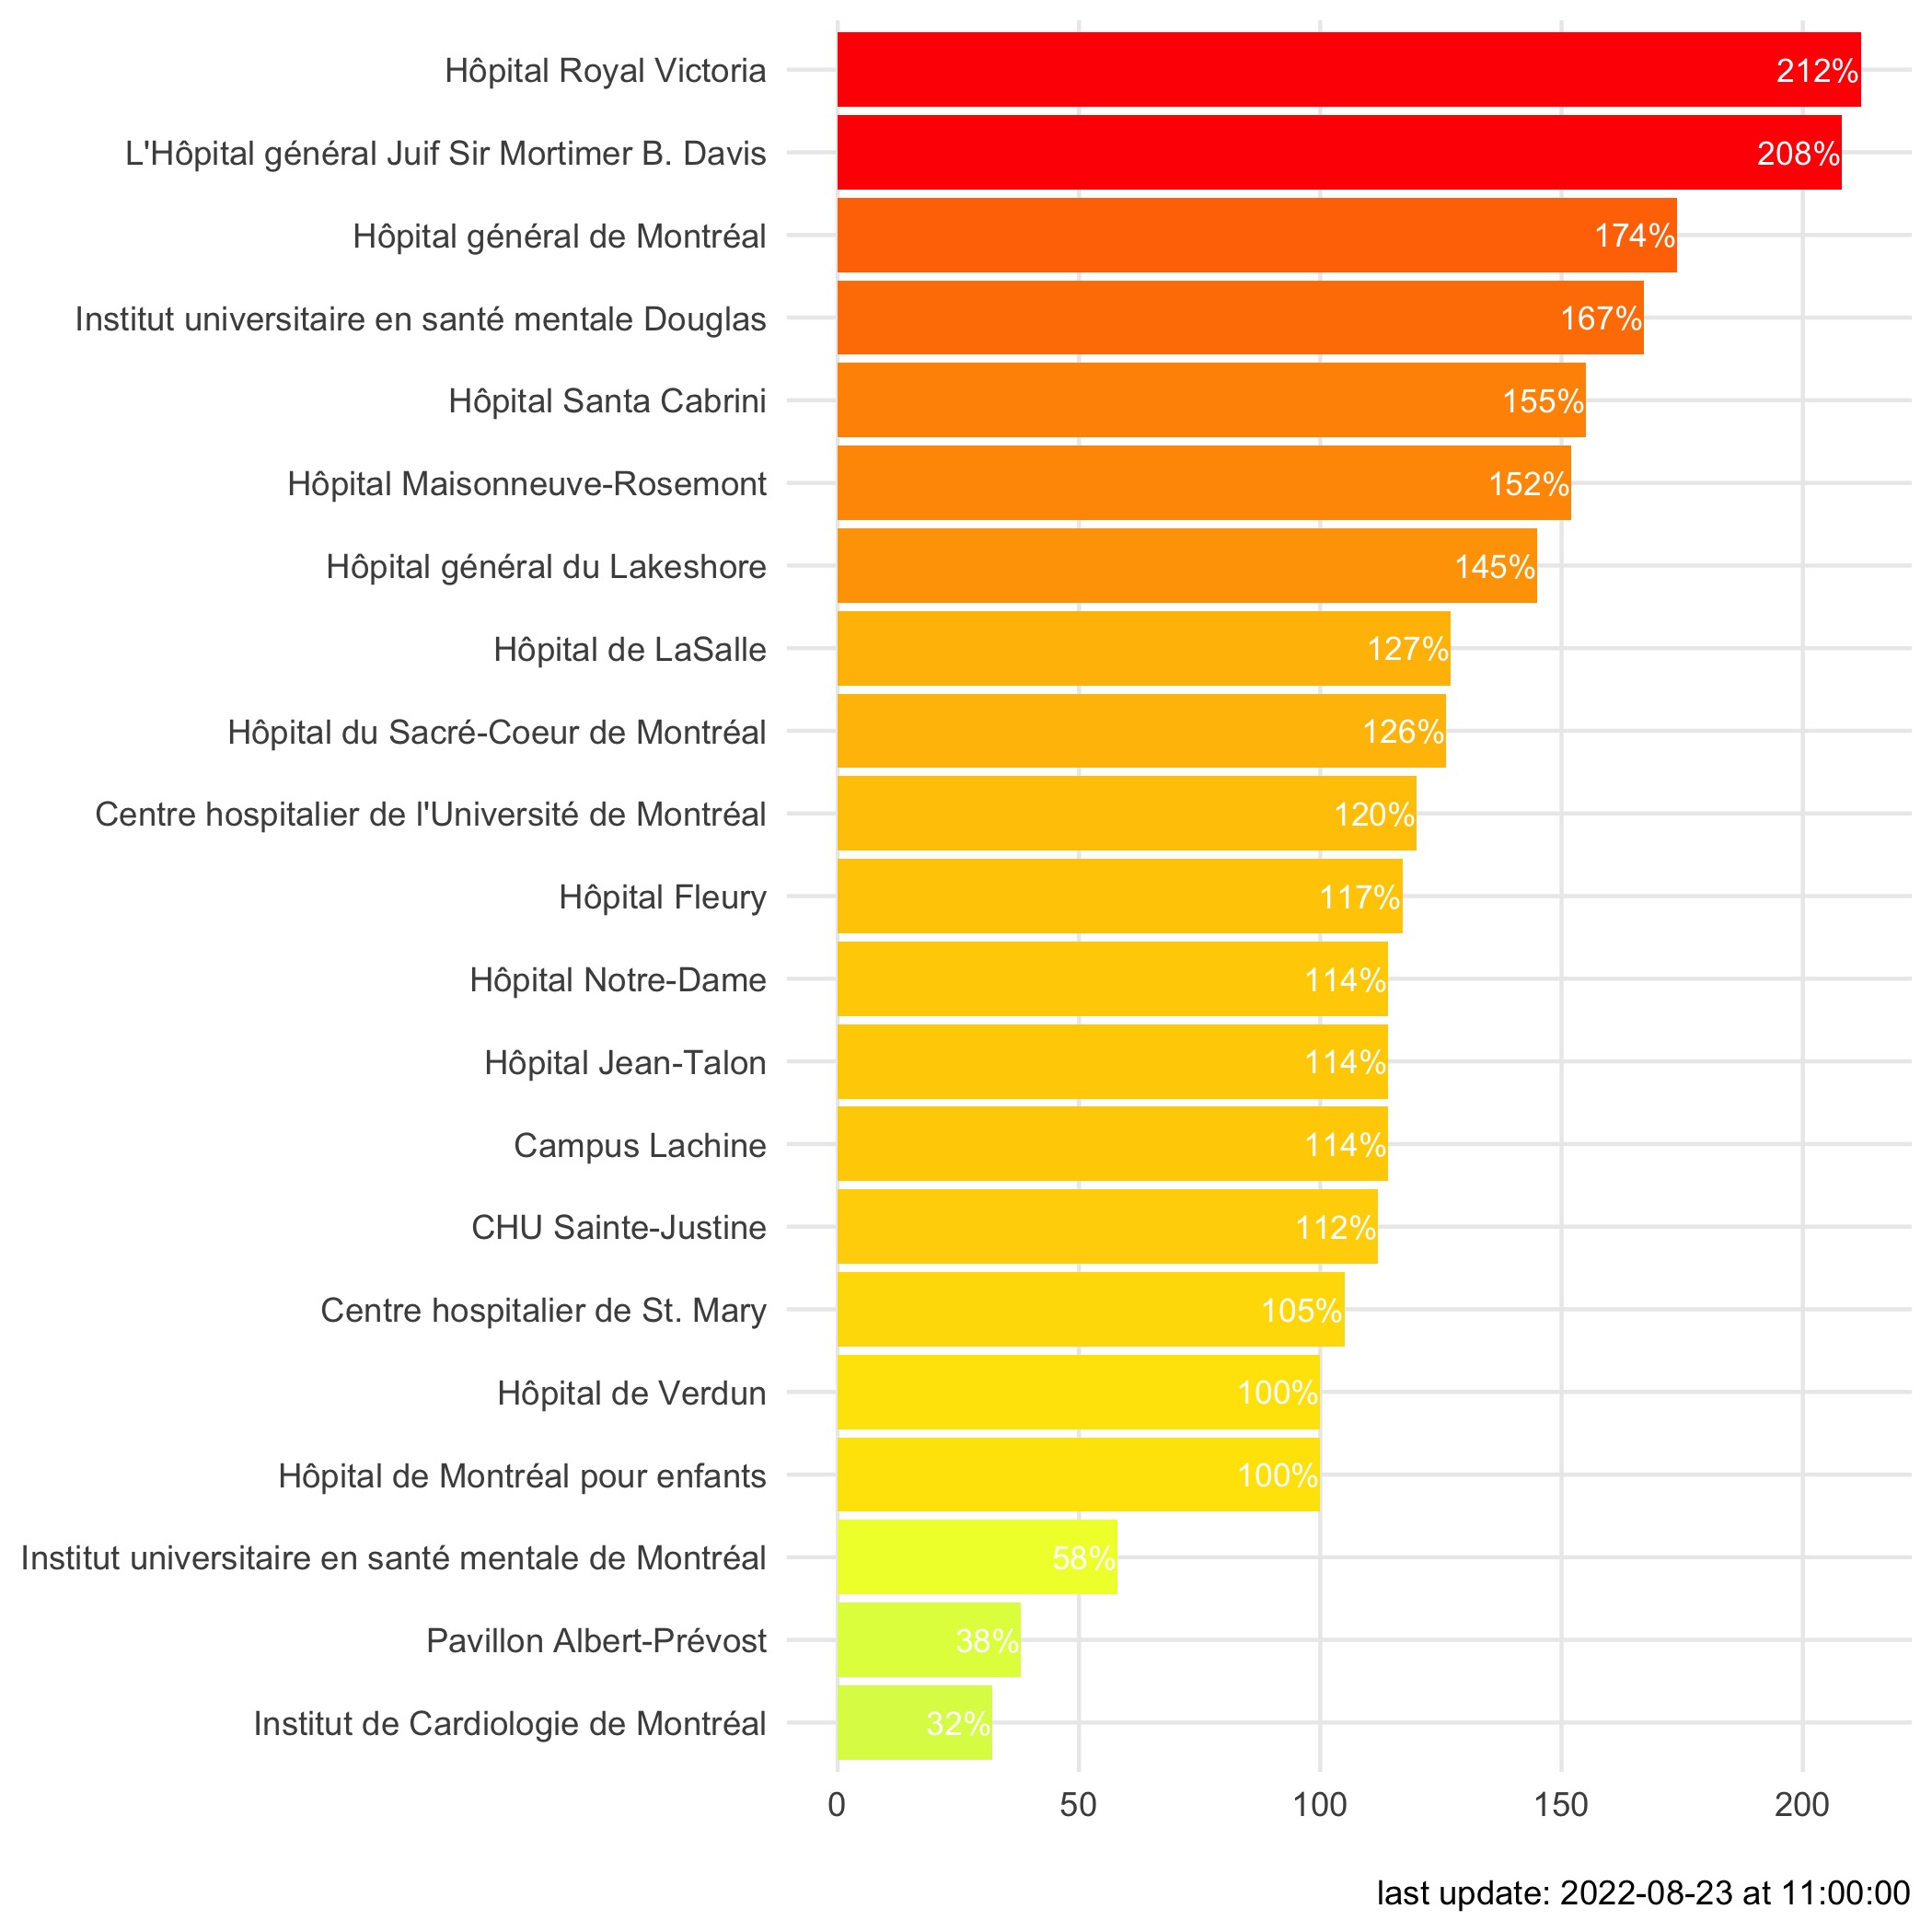 Hôpital Royal Victoria 212%
L'Hôpital général Juif Sir Mortimer B. Davis 208%
Hôpital général de Montréal 174%
Institut universitaire en santé mentale Douglas 167%
Hôpital Santa Cabrini 155%
Hôpital Maisonneuve-Rosemont 152%
Hôpital général du Lakeshore 145%
Hôpital de LaSalle 127%
Hôpital du Sacré-Coeur de Montréal 126%
Centre hospitalier de l'Université de Montréal 120%
Hôpital Fleury 117%
Hôpital Notre-Dame 114%
Hôpital Jean-Talon 114%
Campus Lachine 114%
CHU Sainte-Justine 112%
Centre hospitalier de St. Mary 105%
Hôpital de Verdun 100%
Hôpital de Montréal pour enfants 100%
Institut universitaire en santé mentale de Montréal 58%
Pavillon Albert-Prévost 38%
Institut de Cardiologie de Montréal 32%
0 50 100 150 200
last update: 2022-08-23 at 11:00:00